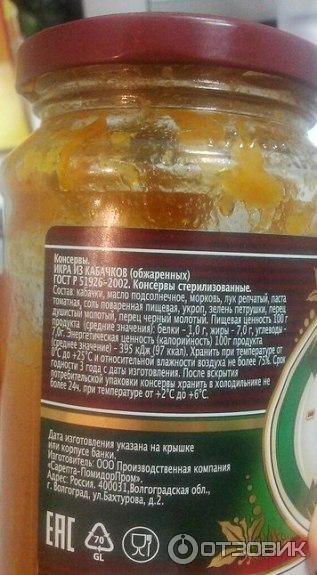 Консервы.
ИКРА ИЗ КАБАЧКОВ (обжаренных)
ГОСТ Р 51926-2002. Консервы стерилизованные.
Состав: кабачки, масло подсолнечное, морковь, лук репчатый, паста
томатная, соль поваренная пищевая, укроп, зелень петрушки, перец
душистый молотый, перец черный молотый. Пищевая ценность 100 г
продукта (средние значения): белки - 1,0 г, жиры - 7,0 г, углеводы -
7,0г. Энергетическая ценность (калорийность) 100г продукта
(среднее значение) - 395 кДж (97 ккал). Хранить при температуре от
0°С до +25°С и относительной влажности воздуха не более 75%. Срок
годности 3 года с даты изготовления. После вскрытия
потребительской упаковки консервы хранить в холодильнике не
более 24ч. при температуре от +2°С до +6°С.
Дата изготовления указана на крышке
или корпусе банки.
Изготовитель: ООО Производственная компания
«Сарепта-ПомидорПром».
Адрес: Россия. 400031,Волгоградская обл.,
г. Волгоград, ул.Бахтурова, д.2.
EAC
70
GL
ОТЗОВИК